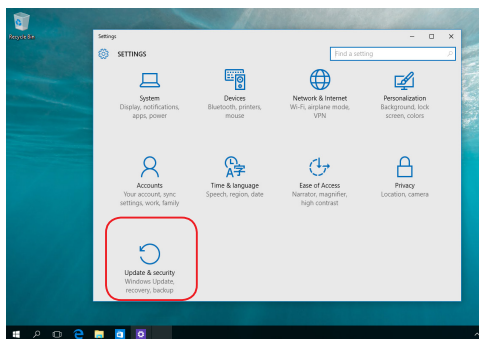 Recycle Bin
Settings
SETTINGS
Find a setting
System
Display, notifications,
apps, power
Devices
Bluetooth, printers,
mouse
Network & Internet
Wi-Fi, airplane mode,
VPN
Personalization
Background, lock
screen, colors
Accounts
Your account, sync
settings, work, family
Time & language
Speech, region, date
Ease of Access
Narrator, magnifier,
high contrast
Privacy
Location, camera
Update & security
Windows Update,
recovery, backup